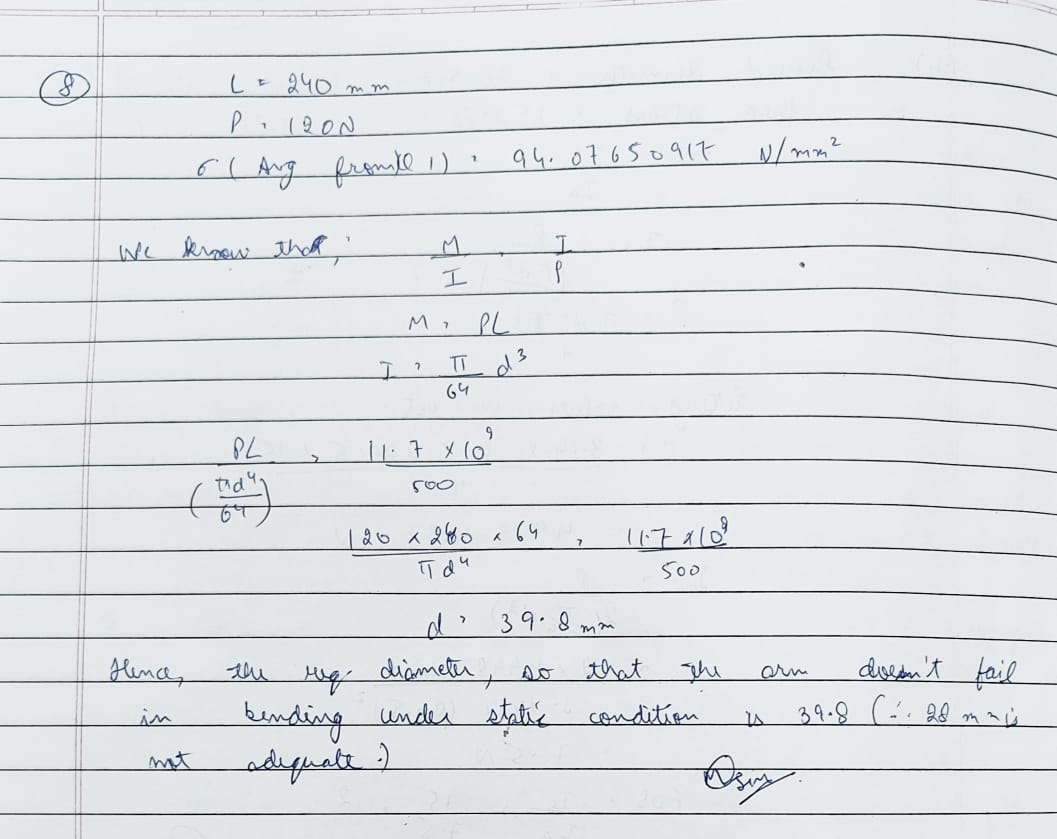 8
L = 240 mm
P = 120N
σ ( Avg from 1) = 94.07650917 N/mm²
We know that, M/I = I/P
M = PL
I = π/64 d³
PL/(πd⁴/64) = 11.7 × 10⁹/500
120 × 240 × 64/πd⁴ = 11.7 × 10⁹/500
d = 39.8 mm
Hence, the req. diameter, so that the arm doesn't fail
in bending under static condition is 39.8 (∴ 28 mm is
not adequate.)